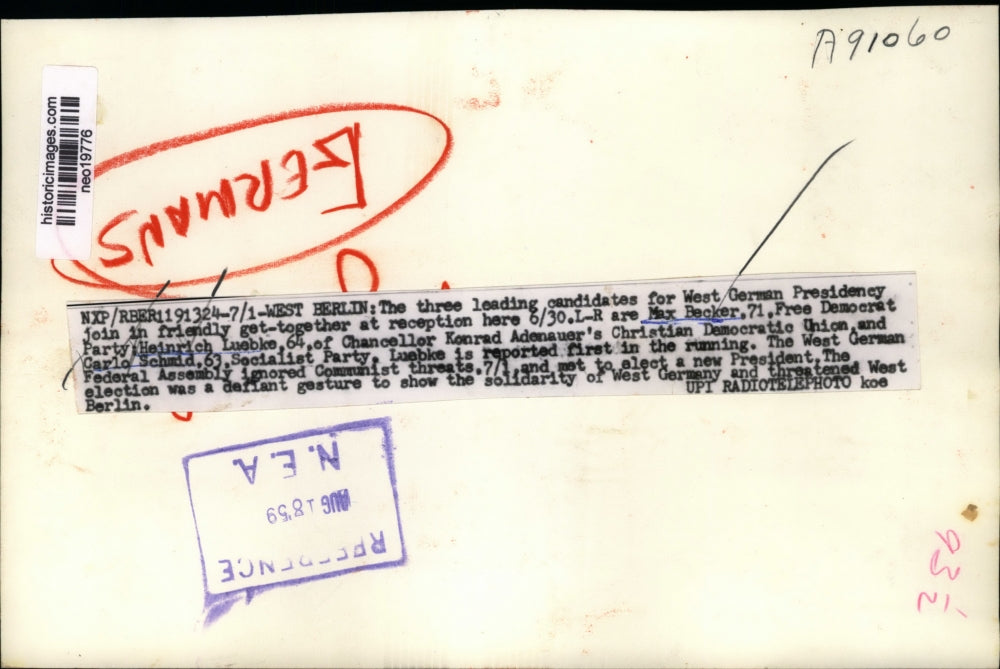 A91060
historicimages.com
neo19776
GERMANS
NXP/RBER1191324-7/1-WEST BERLIN:The three leading candidates for West German Presidency
join in friendly get-together at reception here 6/30.L-R are Max Becker,71,Free Democrat
Party;Heinrich Luebke,64,of Chancellor Konrad Adenauer's Christian Democratic Union,and
Carlo Schmid,63 Socialist Party. Luebke is reported first in the running. The West German
Federal Assembly ignored Communist threats,7/1,and met to elect a new President.The
election was a defiant gesture to show the solidarity of West Germany and threatened West
Berlin.
UPI RADIOTELEPHOTO koe
REFERENCE
AUG 18'59
N.E.A.